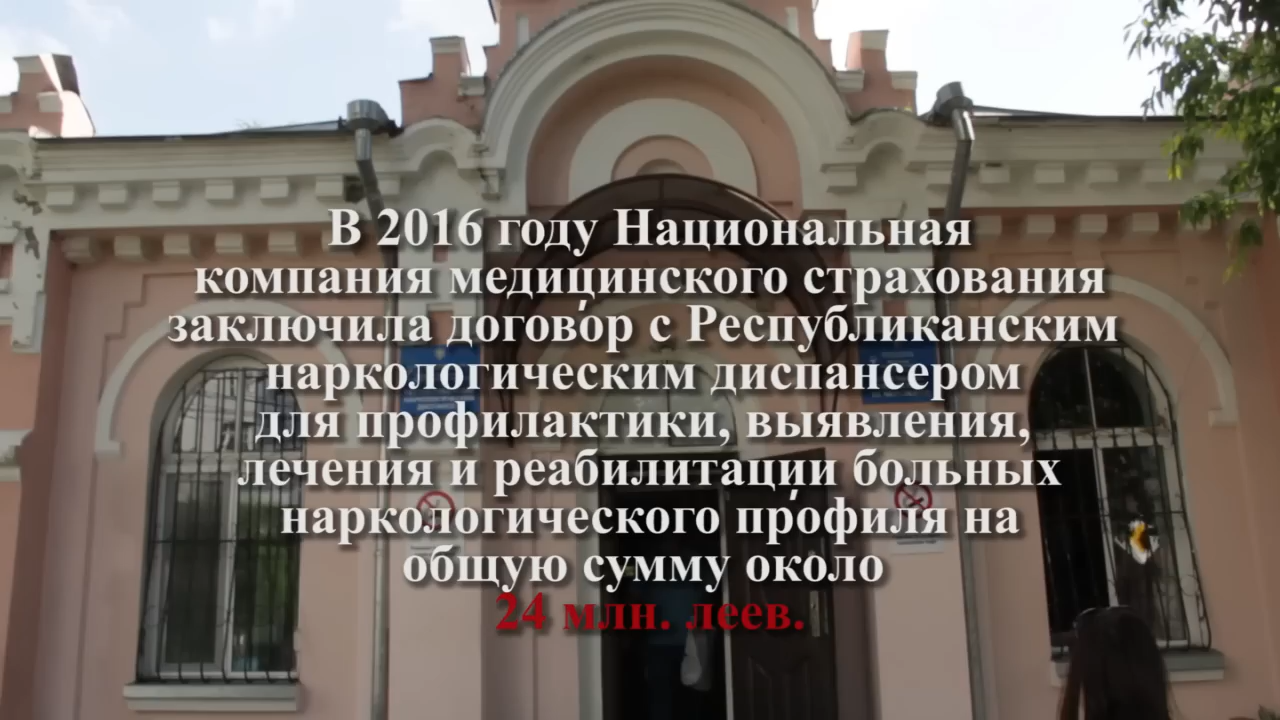 В 2016 году Национальная
компания медицинского страхования
заключила договор с Республиканским
наркологическим диспансером
для профилактики, выявления,
лечения и реабилитации больных
наркологического профиля на
общую сумму около
24 млн. леев.